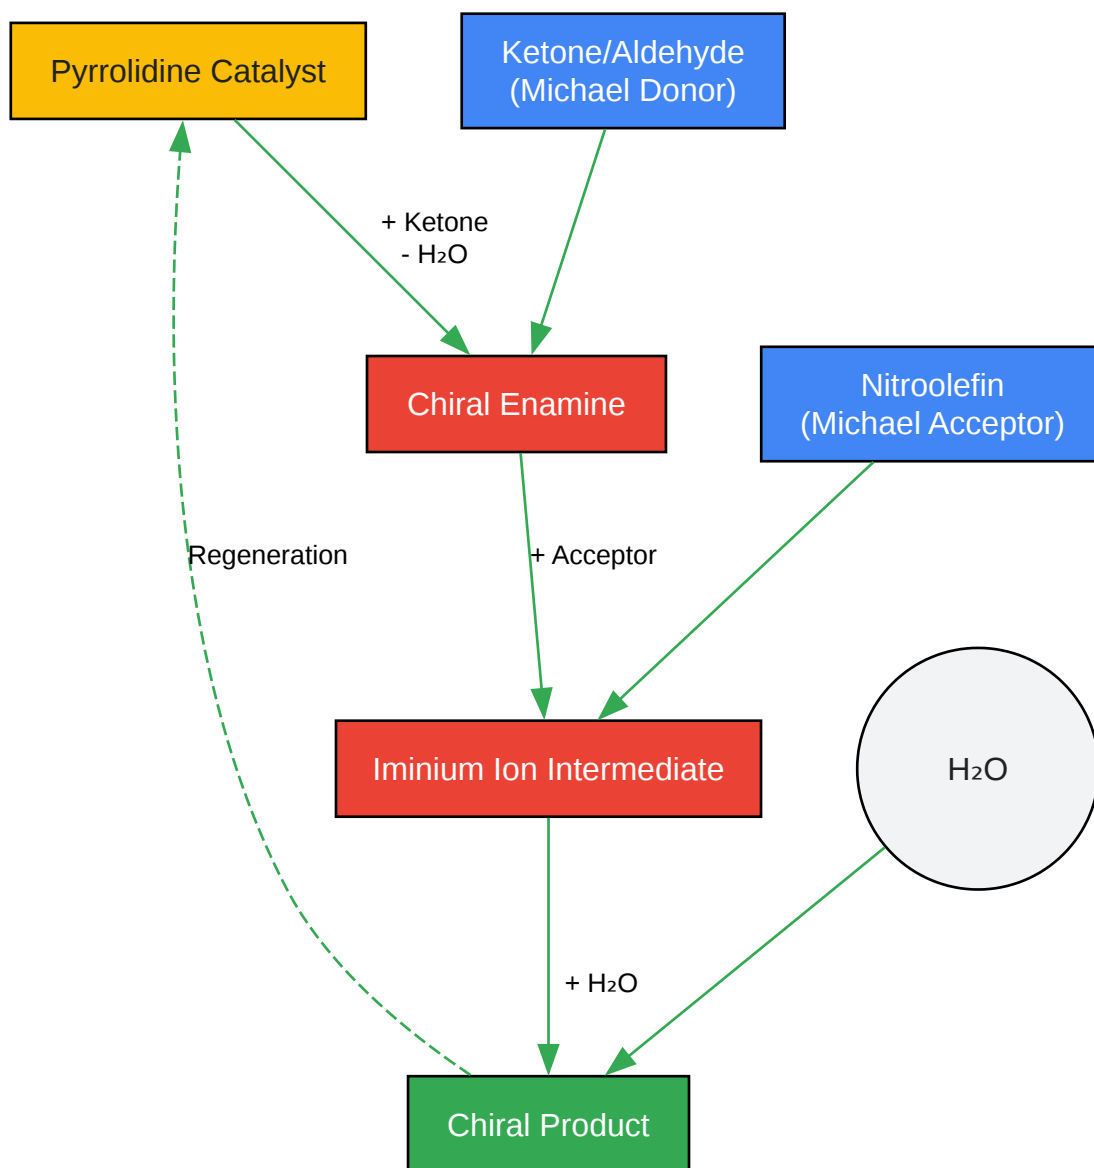 Pyrrolidine Catalyst
Ketone/Aldehyde
(Michael Donor)
+ Ketone
- H₂O
Chiral Enamine
Nitroolefin
(Michael Acceptor)
Regeneration
+ Acceptor
Iminium Ion Intermediate
H₂O
+ H₂O
Chiral Product